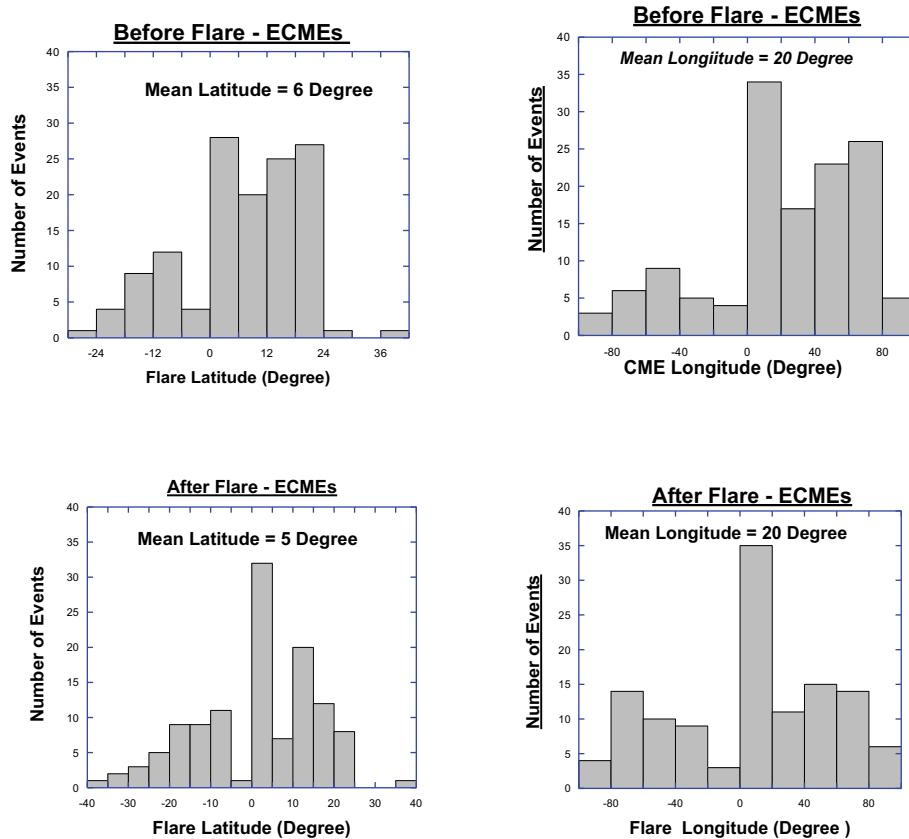 Before Flare - ECMEs
Mean Latitude = 6 Degree
Number of Events
40
35
30
25
20
15
10
5
0
-24 -12 0 12 24 36
Flare Latitude (Degree)
Before Flare - ECMEs
Mean Longiitude = 20 Degree
Number of Events
40
35
30
25
20
15
10
5
0
-80 -40 0 40 80
CME Longitude (Degree)
After Flare - ECMEs
Mean Latitude = 5 Degree
Number of Events
40
35
30
25
20
15
10
5
0
-40 -30 -20 -10 0 10 20 30 40
Flare Latitude (Degree)
After Flare - ECMEs
Mean Longitude = 20 Degree
Number of Events
40
35
30
25
20
15
10
5
0
-80 -40 0 40 80
Flare Longitude (Degree )